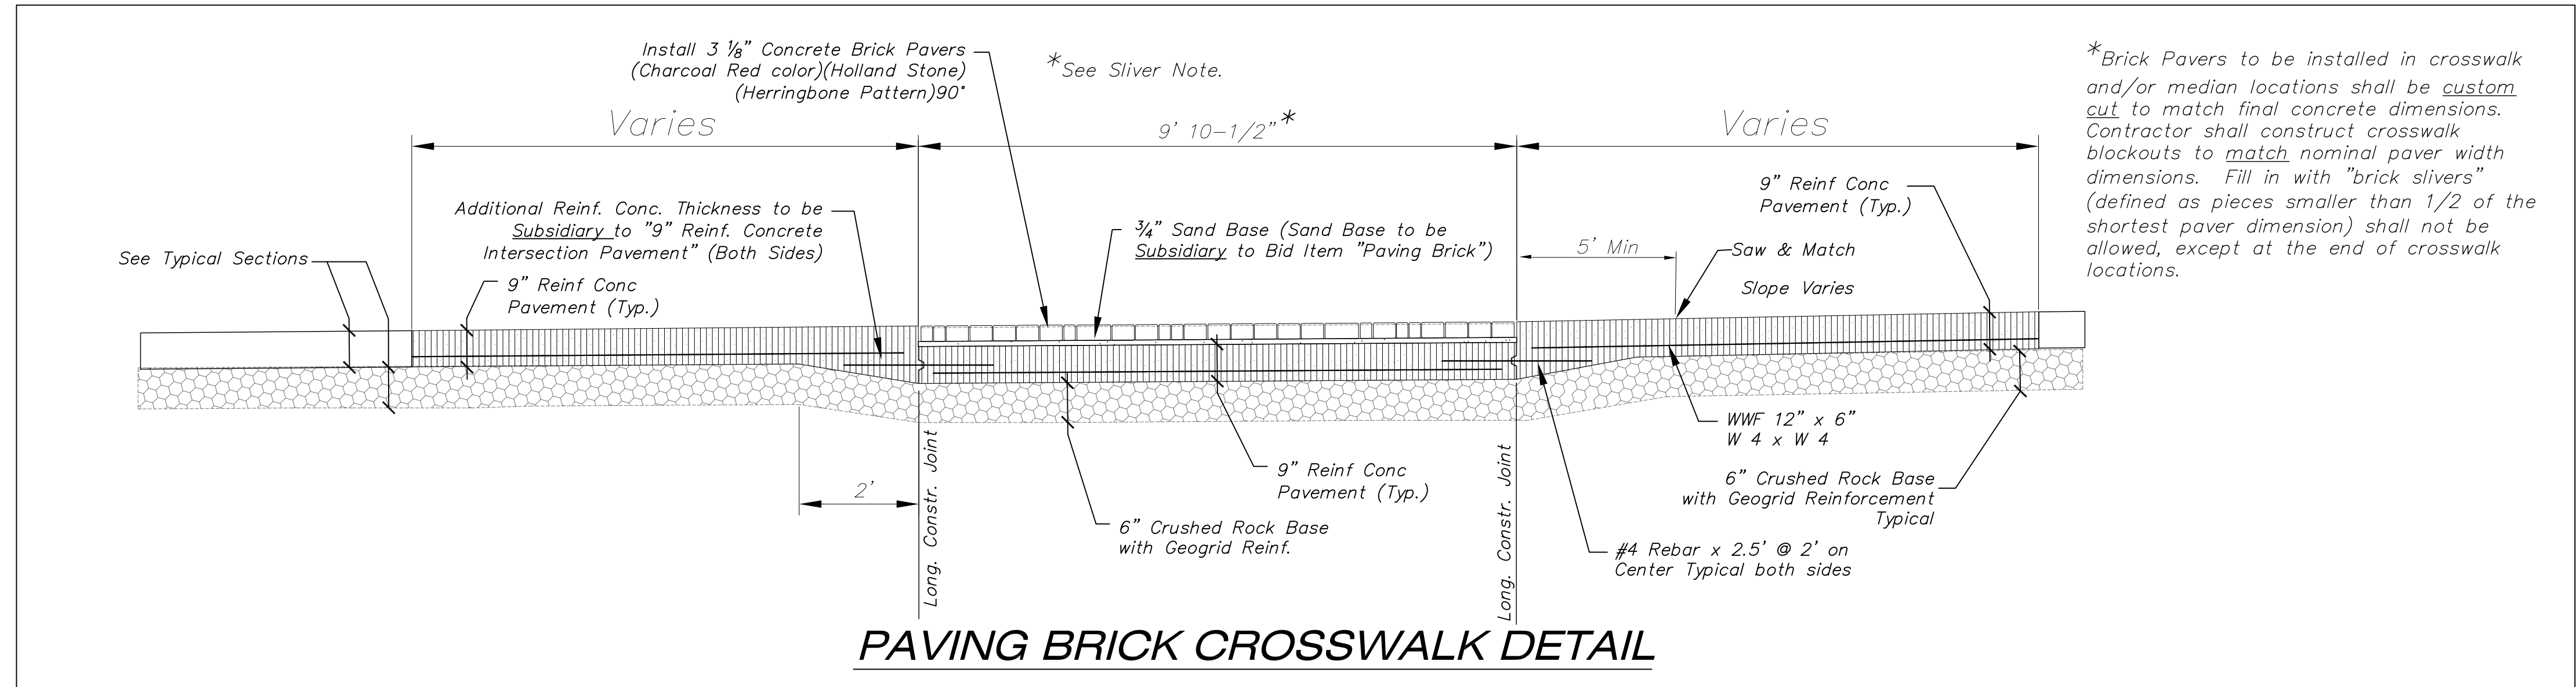 Install 3 ⅛" Concrete Brick Pavers
(Charcoal Red color)(Holland Stone)
(Herringbone Pattern)90°
*See Sliver Note.
*Brick Pavers to be installed in crosswalk
and/or median locations shall be custom
cut to match final concrete dimensions.
Contractor shall construct crosswalk
blockouts to match nominal paver width
dimensions. Fill in with "brick slivers"
(defined as pieces smaller than 1/2 of the
shortest paver dimension) shall not be
allowed, except at the end of crosswalk
locations.
Varies
9' 10-1/2"*
Varies
Additional Reinf. Conc. Thickness to be
Subsidiary to "9" Reinf. Concrete
Intersection Pavement" (Both Sides)
See Typical Sections
9" Reinf Conc
Pavement (Typ.)
¾" Sand Base (Sand Base to be
Subsidiary to Bid Item "Paving Brick")
9" Reinf Conc
Pavement (Typ.)
5' Min
Saw & Match
Slope Varies
WWF 12" x 6"
W 4 x W 4
2'
Long. Constr. Joint
9" Reinf Conc
Pavement (Typ.)
6" Crushed Rock Base
with Geogrid Reinf.
Long. Constr. Joint
6" Crushed Rock Base
with Geogrid Reinforcement
Typical
#4 Rebar x 2.5' @ 2' on
Center Typical both sides
PAVING BRICK CROSSWALK DETAIL